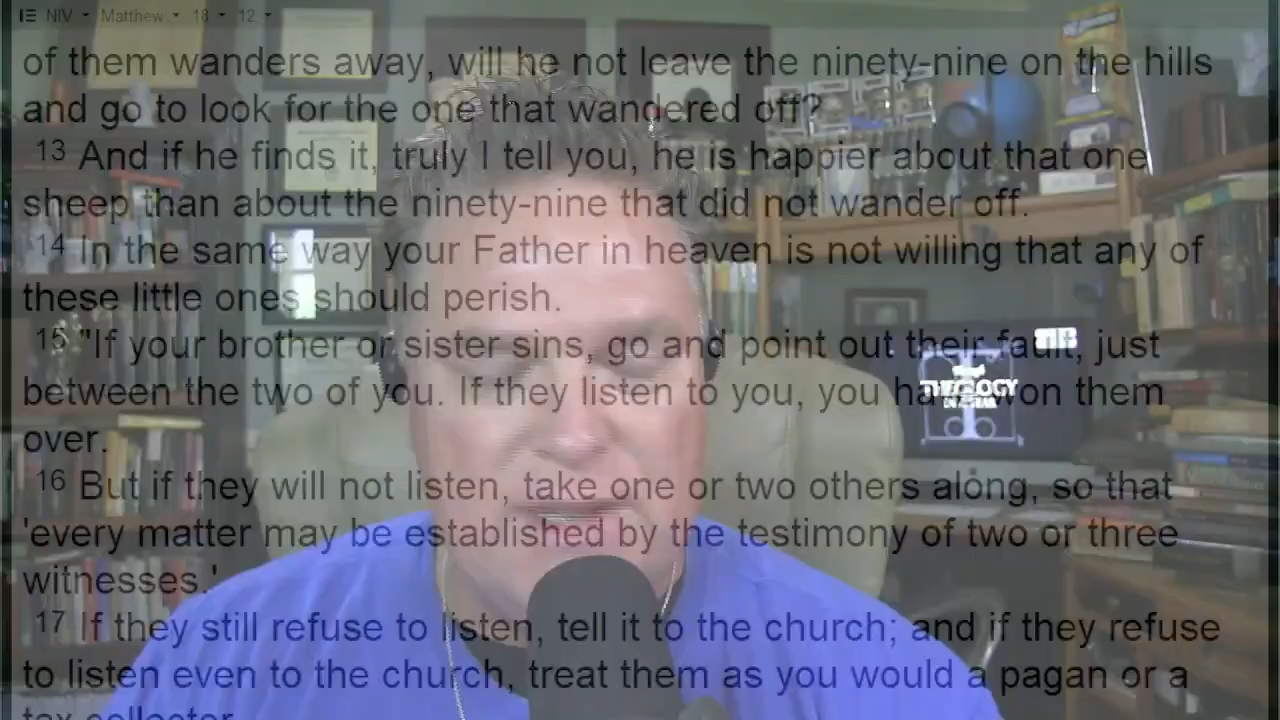 NIV Matthew 18 12
of them wanders away, will he not leave the ninety-nine on the hills
and go to look for the one that wandered off?
13 And if he finds it, truly I tell you, he is happier about that one
sheep than about the ninety-nine that did not wander off.
14 In the same way your Father in heaven is not willing that any of
these little ones should perish.
15 "If your brother or sister sins, go and point out their fault, just
between the two of you. If they listen to you, you have won them
over.
16 But if they will not listen, take one or two others along, so that
'every matter may be established by the testimony of two or three
witnesses.'
17 If they still refuse to listen, tell it to the church; and if they refuse
to listen even to the church, treat them as you would a pagan or a
tax collector.
THEOLOGY